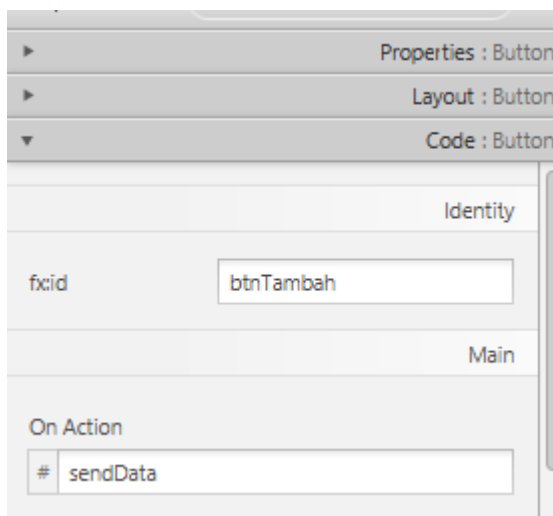 Properties : Button
Layout : Button
Code : Button
Identity
fx:id
btnTambah
Main
On Action
# sendData